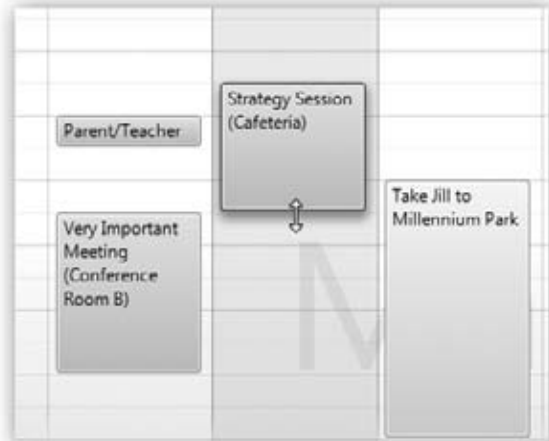 Parent/Teacher
Very Important
Meeting
(Conference
Room B)
Strategy Session
(Cafeteria)
Take Jill to
Millennium Park